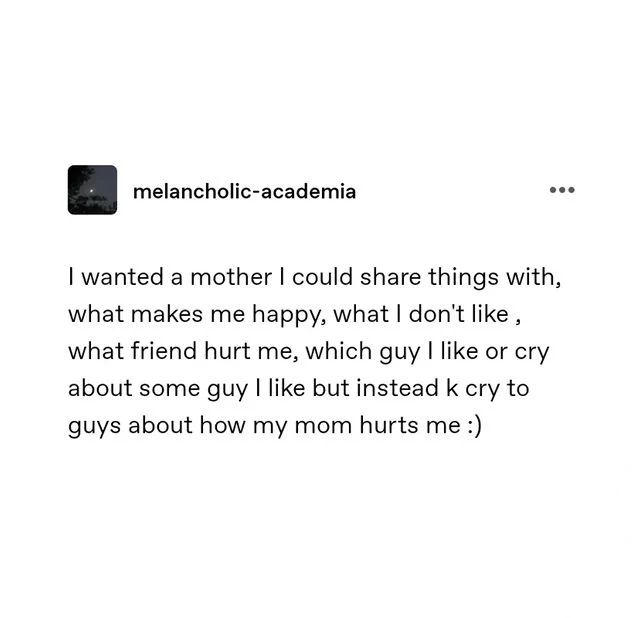 melancholic-academia
I wanted a mother I could share things with,
what makes me happy, what I don't like ,
what friend hurt me, which guy I like or cry
about some guy I like but instead k cry to
guys about how my mom hurts me :)